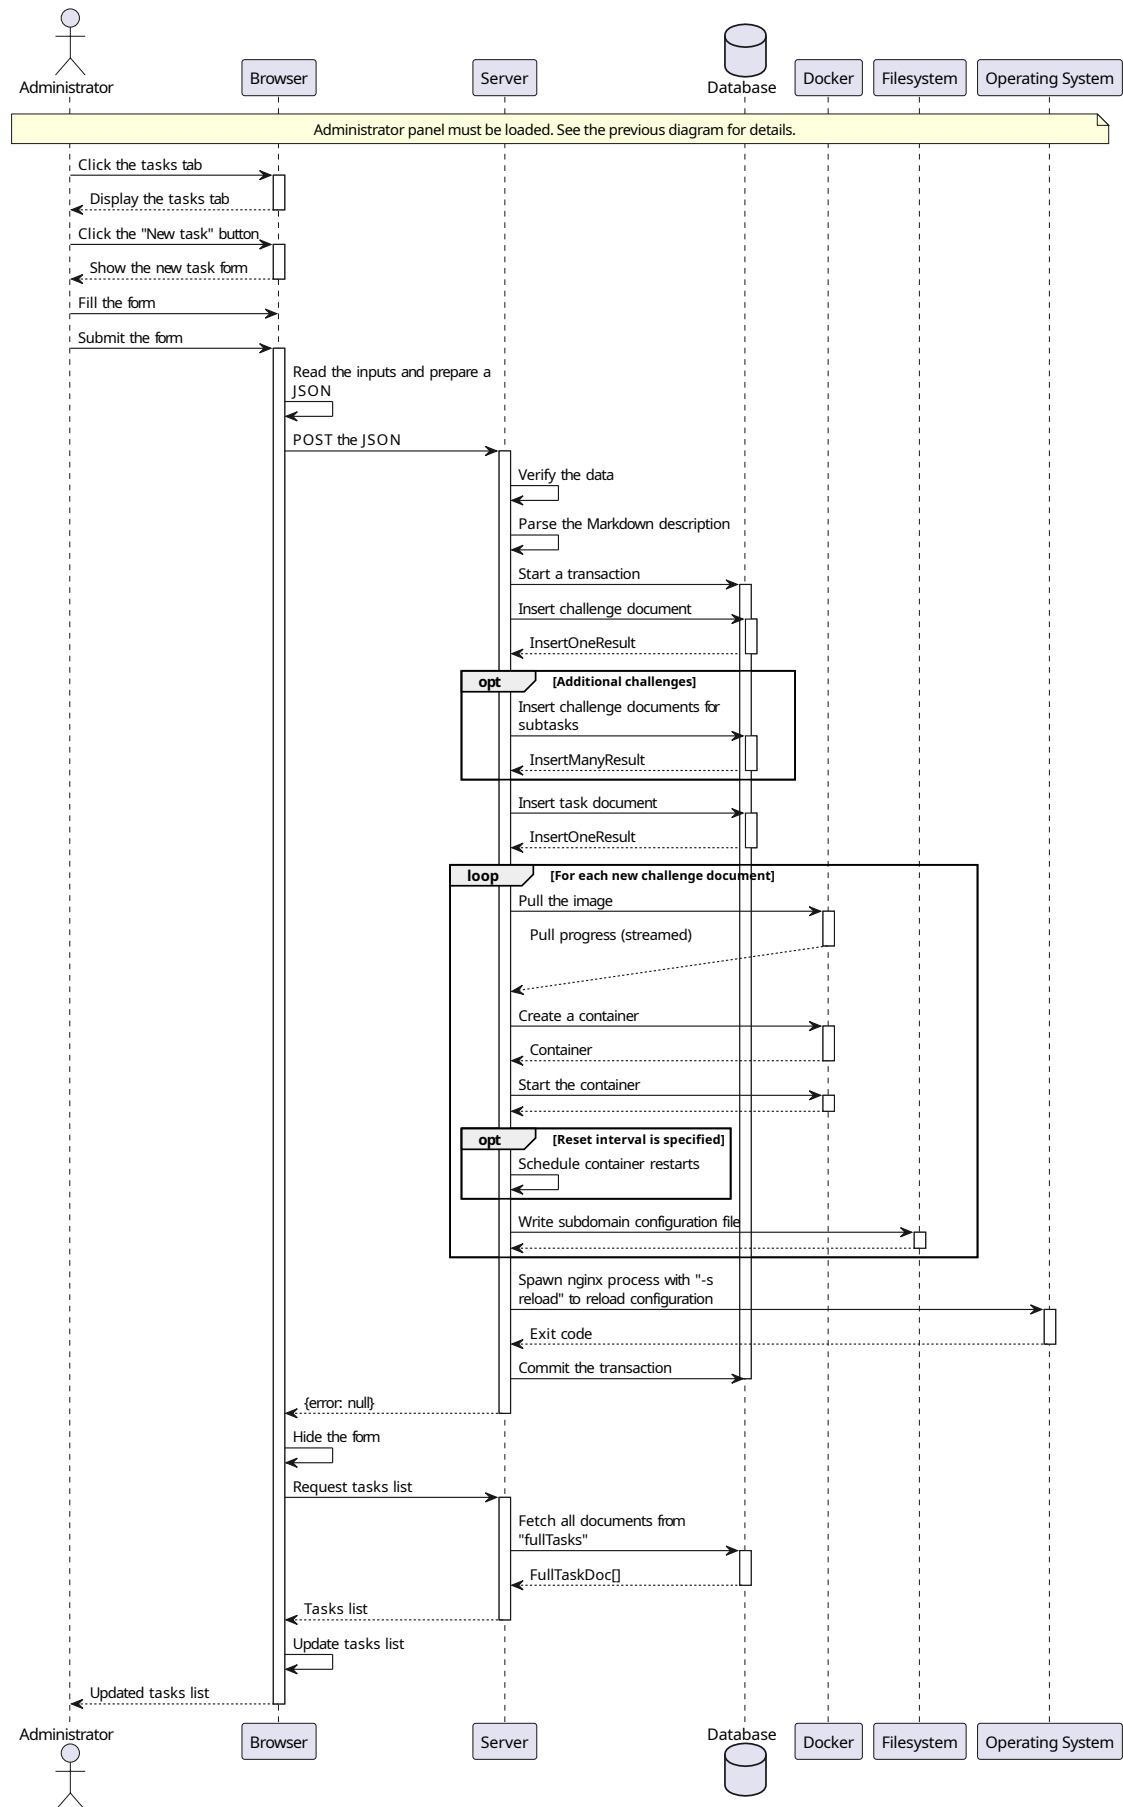 Administrator
Browser
Server
Database
Docker
Filesystem
Operating System
Administrator panel must be loaded. See the previous diagram for details.
Click the tasks tab
Display the tasks tab
Click the "New task" button
Show the new task form
Fill the form
Submit the form
Read the inputs and prepare a
JSON
POST the JSON
Verify the data
Parse the Markdown description
Start a transaction
Insert challenge document
InsertOneResult
opt [Additional challenges]
Insert challenge documents for
subtasks
InsertManyResult
Insert task document
InsertOneResult
loop [For each new challenge document]
Pull the image
Pull progress (streamed)
Create a container
Container
Start the container
opt [Reset interval is specified]
Schedule container restarts
Write subdomain configuration file
Spawn nginx process with "-s
reload" to reload configuration
Exit code
Commit the transaction
{error: null}
Hide the form
Request tasks list
Fetch all documents from
"fullTasks"
FullTaskDoc[]
Tasks list
Update tasks list
Updated tasks list
Administrator
Browser
Server
Database
Docker
Filesystem
Operating System